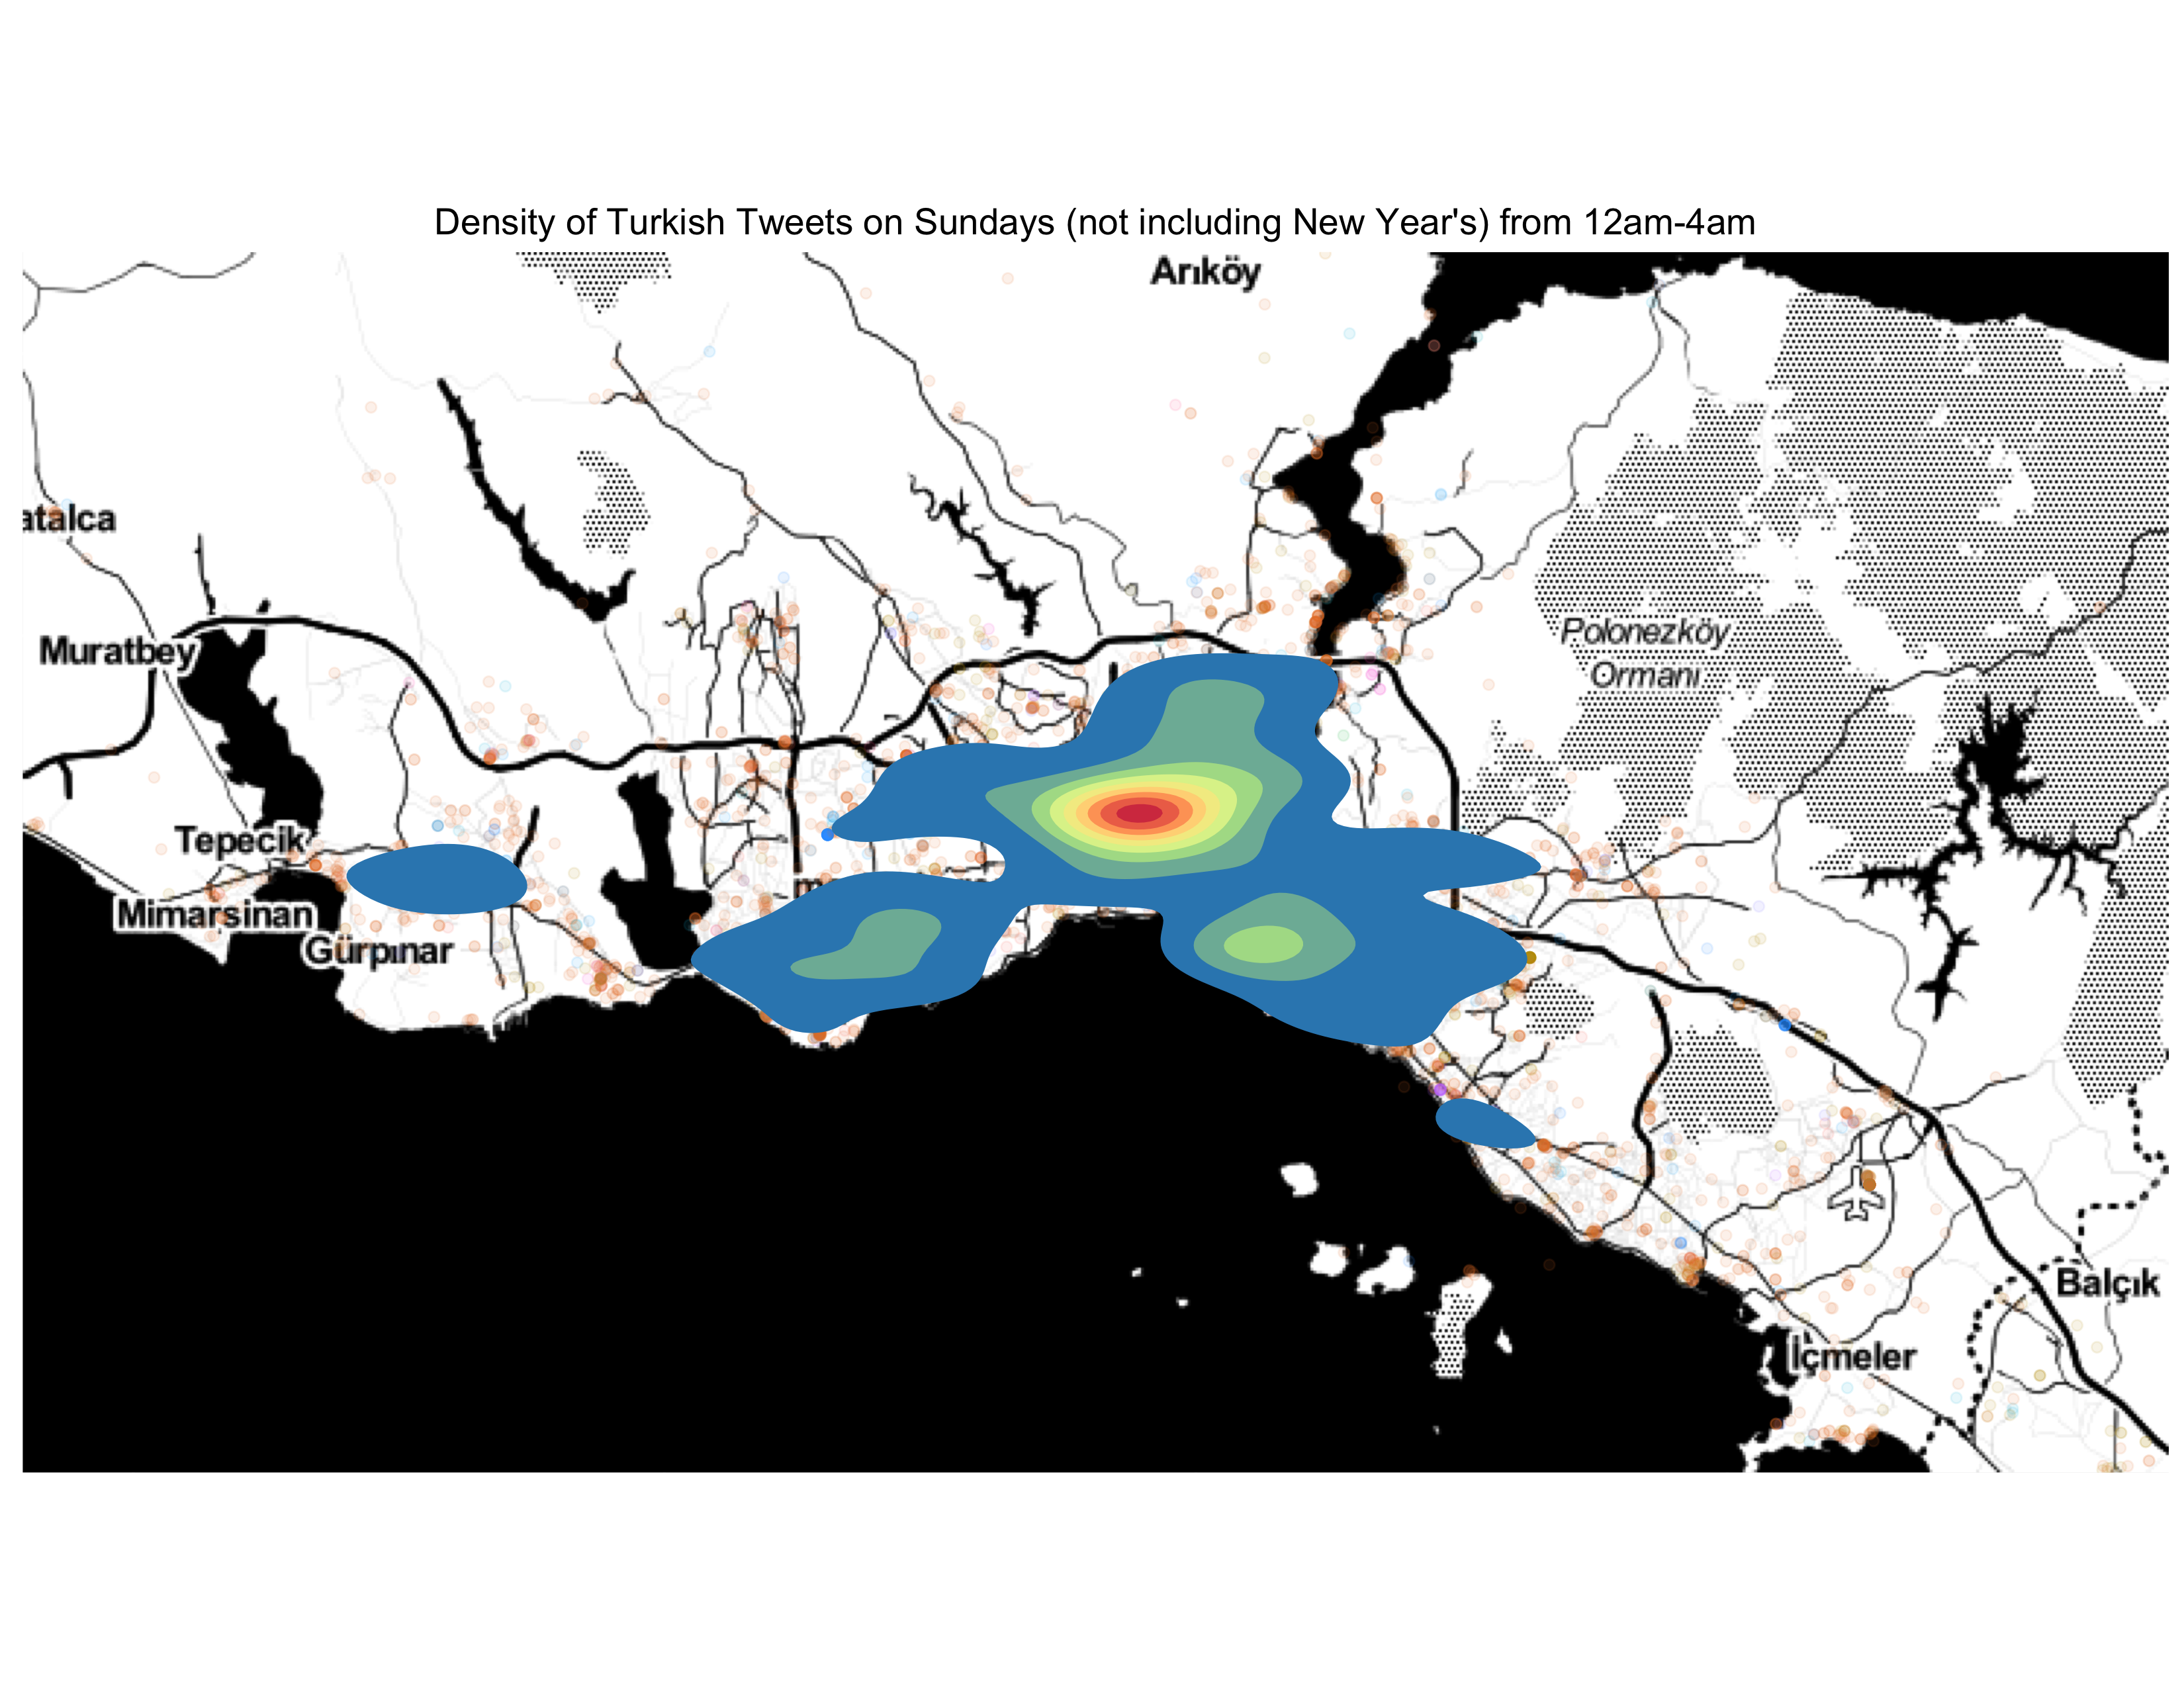 Density of Turkish Tweets on Sundays (not including New Year's) from 12am-4am
Arıköy
atalca
Polonezköy
Ormanı
Muratbey
Tepecik
Mimarsinan
Gürpınar
Balçık
İçmeler